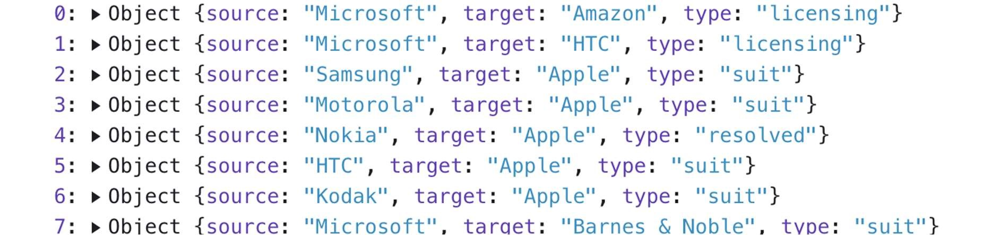 0: ▶ Object {source: "Microsoft", target: "Amazon", type: "licensing"}
1: ▶ Object {source: "Microsoft", target: "HTC", type: "licensing"}
2: ▶ Object {source: "Samsung", target: "Apple", type: "suit"}
3: ▶ Object {source: "Motorola", target: "Apple", type: "suit"}
4: ▶ Object {source: "Nokia", target: "Apple", type: "resolved"}
5: ▶ Object {source: "HTC", target: "Apple", type: "suit"}
6: ▶ Object {source: "Kodak", target: "Apple", type: "suit"}
7: ▶ Object {source: "Microsoft", target: "Barnes & Noble", type: "suit"}